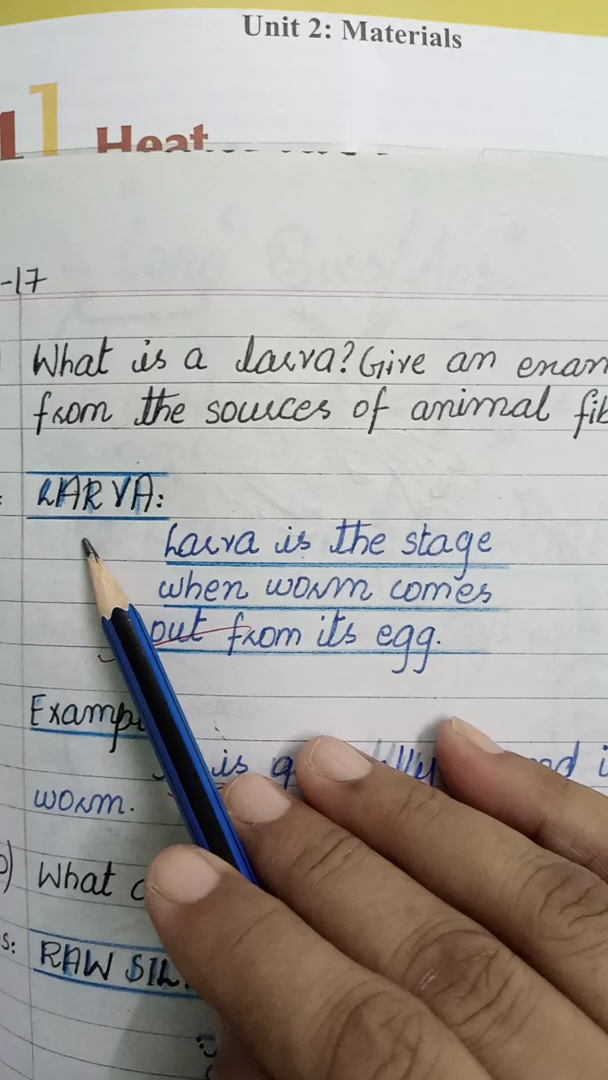 Unit 2: Materials
Heat
-17
What is a larva? Give an exam
from the sources of animal fib
LARVA:
Larva is the stage
when worm comes
out from its egg.
Examp
is
worm.
What
s: RAW SIL